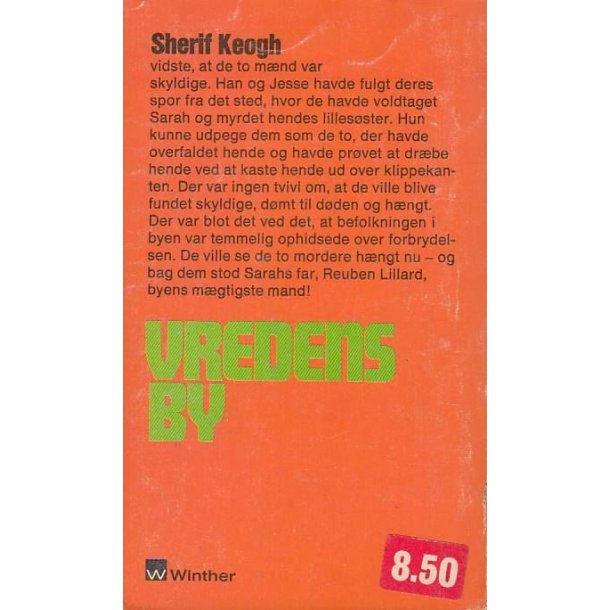 Sherif Keogh
vidste, at de to mænd var
skyldige. Han og Jesse havde fulgt deres
spor fra det sted, hvor de havde voldtaget
Sarah og myrdet hendes lillesøster. Hun
kunne udpege dem som de to, der havde
overfaldet hende og havde prøvet at dræbe
hende ved at kaste hende ud over klippekan-
ten. Der var ingen tvivl om, at de ville blive
fundet skyldige, dømt til døden og hængt.
Der var blot det ved det, at befolkningen i
byen var temmelig ophidsede over forbrydel-
sen. De ville se de to mordere hængt nu – og
bag dem stod Sarahs far, Reuben Lillard,
byens mægtigste mand!
VREDENS
BY
W Winther
8.50